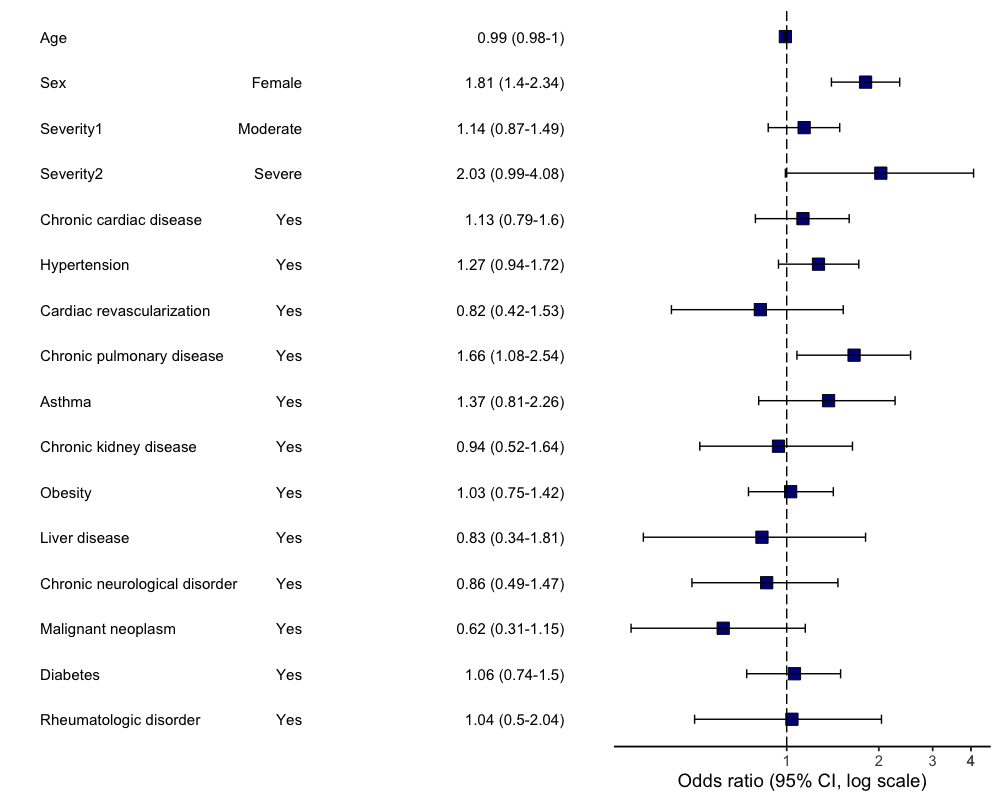 Age 0.99 (0.98-1)
Sex Female 1.81 (1.4-2.34)
Severity1 Moderate 1.14 (0.87-1.49)
Severity2 Severe 2.03 (0.99-4.08)
Chronic cardiac disease Yes 1.13 (0.79-1.6)
Hypertension Yes 1.27 (0.94-1.72)
Cardiac revascularization Yes 0.82 (0.42-1.53)
Chronic pulmonary disease Yes 1.66 (1.08-2.54)
Asthma Yes 1.37 (0.81-2.26)
Chronic kidney disease Yes 0.94 (0.52-1.64)
Obesity Yes 1.03 (0.75-1.42)
Liver disease Yes 0.83 (0.34-1.81)
Chronic neurological disorder Yes 0.86 (0.49-1.47)
Malignant neoplasm Yes 0.62 (0.31-1.15)
Diabetes Yes 1.06 (0.74-1.5)
Rheumatologic disorder Yes 1.04 (0.5-2.04)
1 2 3 4
Odds ratio (95% CI, log scale)